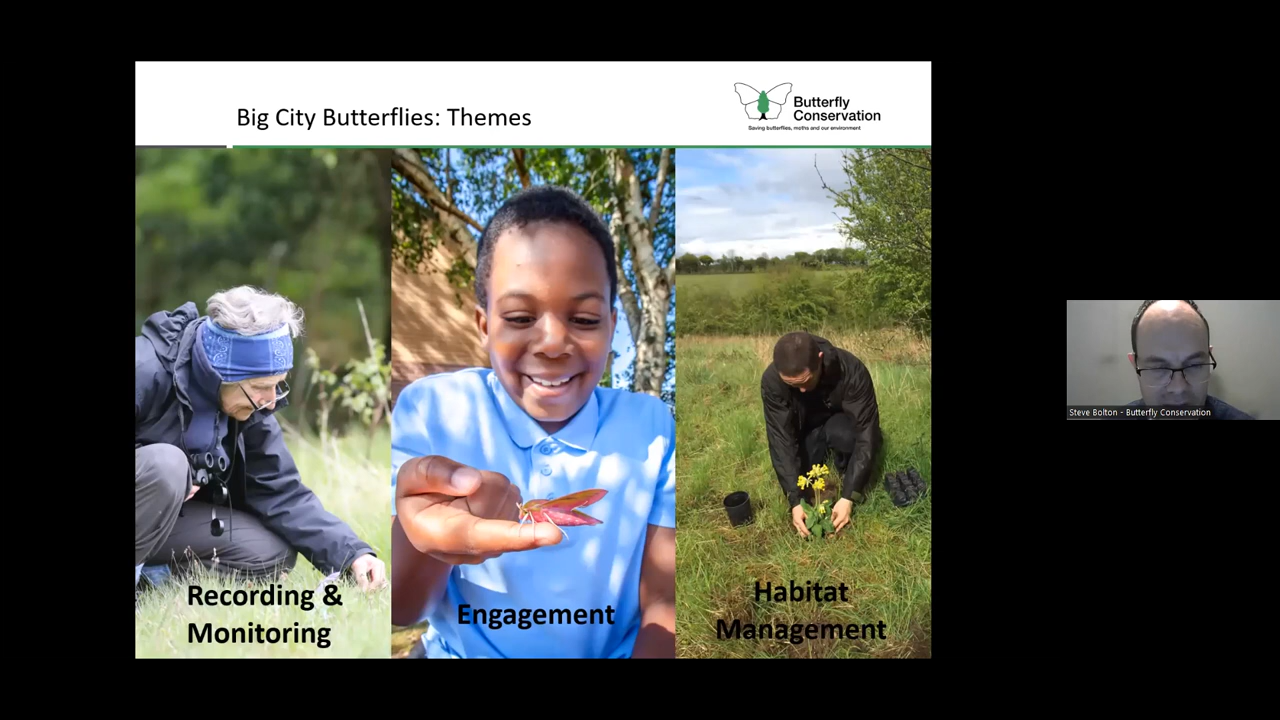 Big City Butterflies: Themes
Butterfly
Conservation
Saving butterflies, moths and our environment
Recording &
Monitoring
Engagement
Habitat
Management
Steve Bolton - Butterfly Conservation